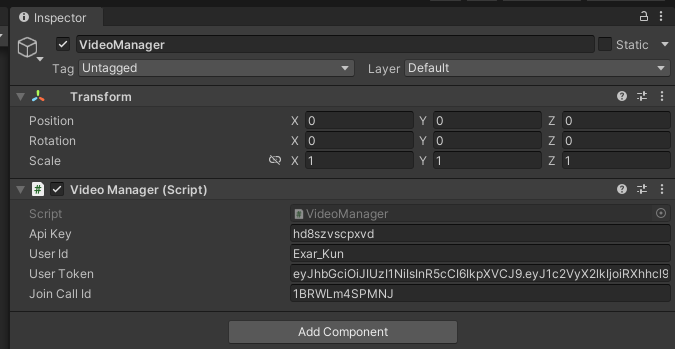 Inspector
VideoManager Static
Tag Untagged Layer Default
Transform
Position X 0 Y 0 Z 0
Rotation X 0 Y 0 Z 0
Scale X 1 Y 1 Z 1
# Video Manager (Script)
Script # VideoManager
Api Key hd8szvscpxvd
User Id Exar_Kun
User Token
Join Call Id 1BRWLm4SPMNJ
Add Component